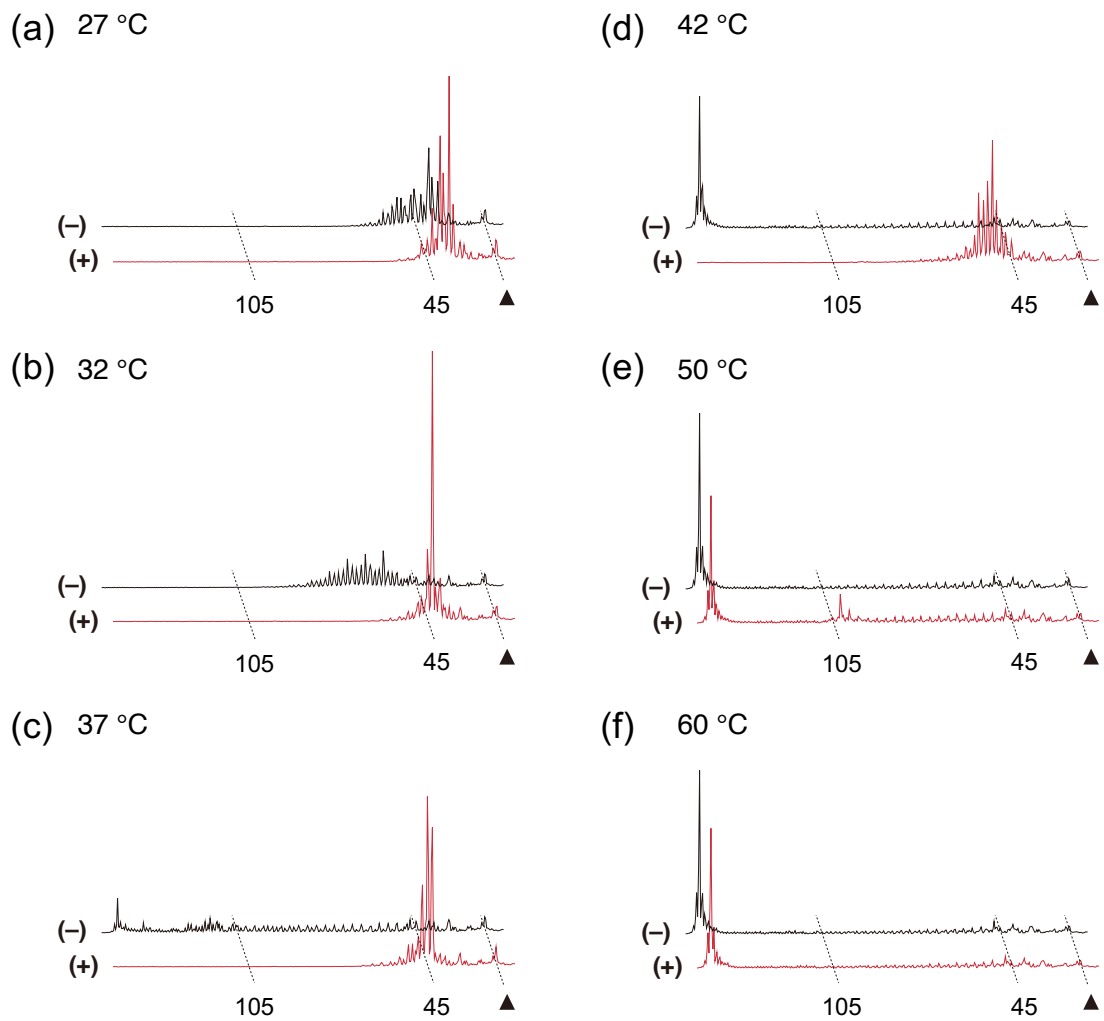 (a) 27 °C
(–)
(+)
105 45 ▲
(b) 32 °C
(–)
(+)
105 45 ▲
(c) 37 °C
(–)
(+)
105 45 ▲
(d) 42 °C
(–)
(+)
105 45 ▲
(e) 50 °C
(–)
(+)
105 45 ▲
(f) 60 °C
(–)
(+)
105 45 ▲